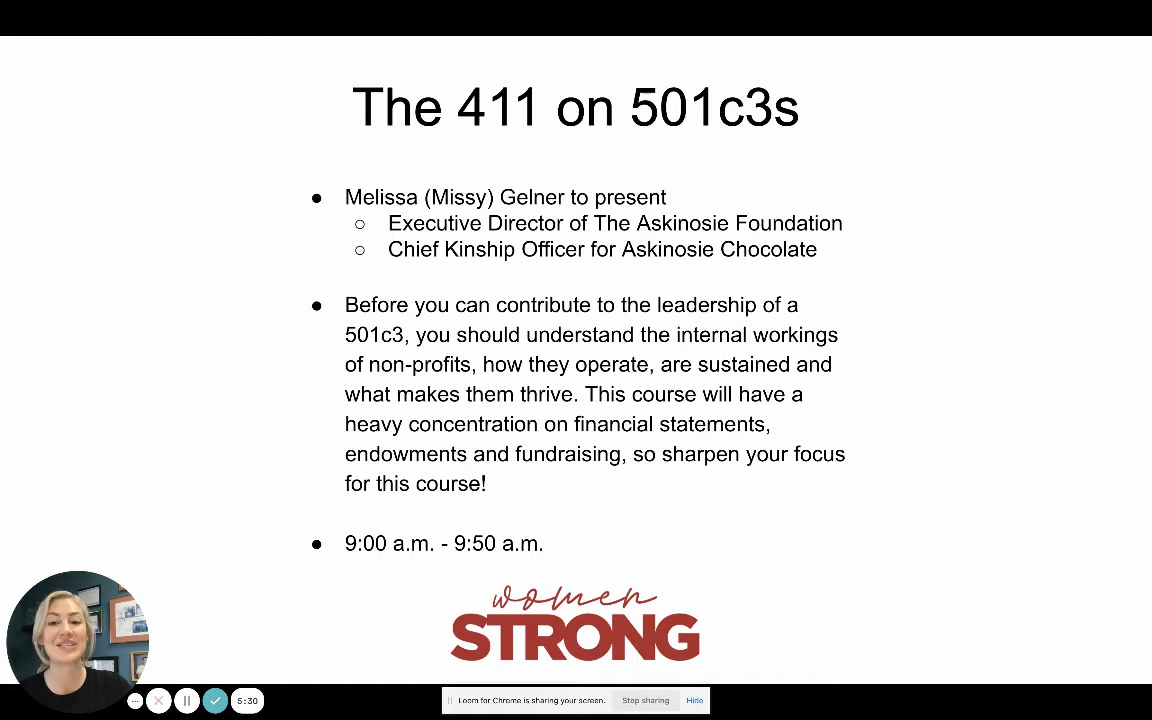 The 411 on 501c3s
● Melissa (Missy) Gelner to present
○ Executive Director of The Askinosie Foundation
○ Chief Kinship Officer for Askinosie Chocolate
● Before you can contribute to the leadership of a
501c3, you should understand the internal workings
of non-profits, how they operate, are sustained and
what makes them thrive. This course will have a
heavy concentration on financial statements,
endowments and fundraising, so sharpen your focus
for this course!
● 9:00 a.m. - 9:50 a.m.
women
STRONG
5:30
Loom for Chrome is sharing your screen. Stop sharing Hide